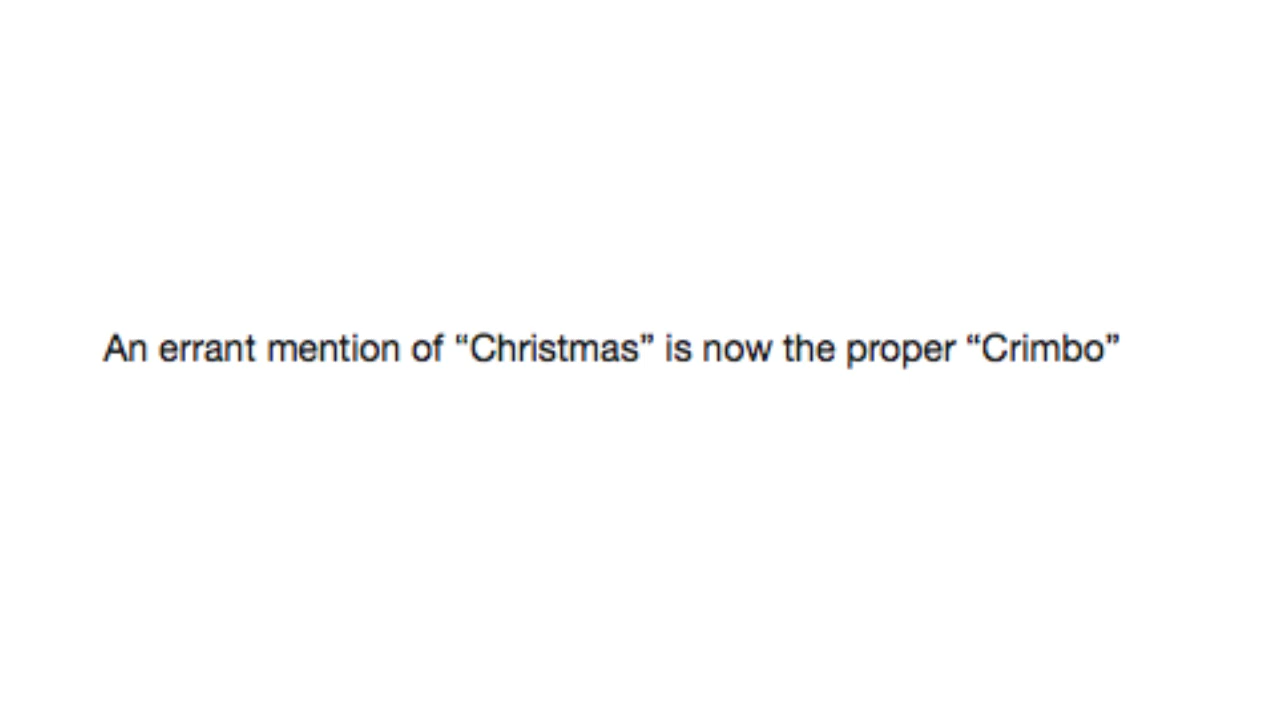 An errant mention of “Christmas” is now the proper “Crimbo”